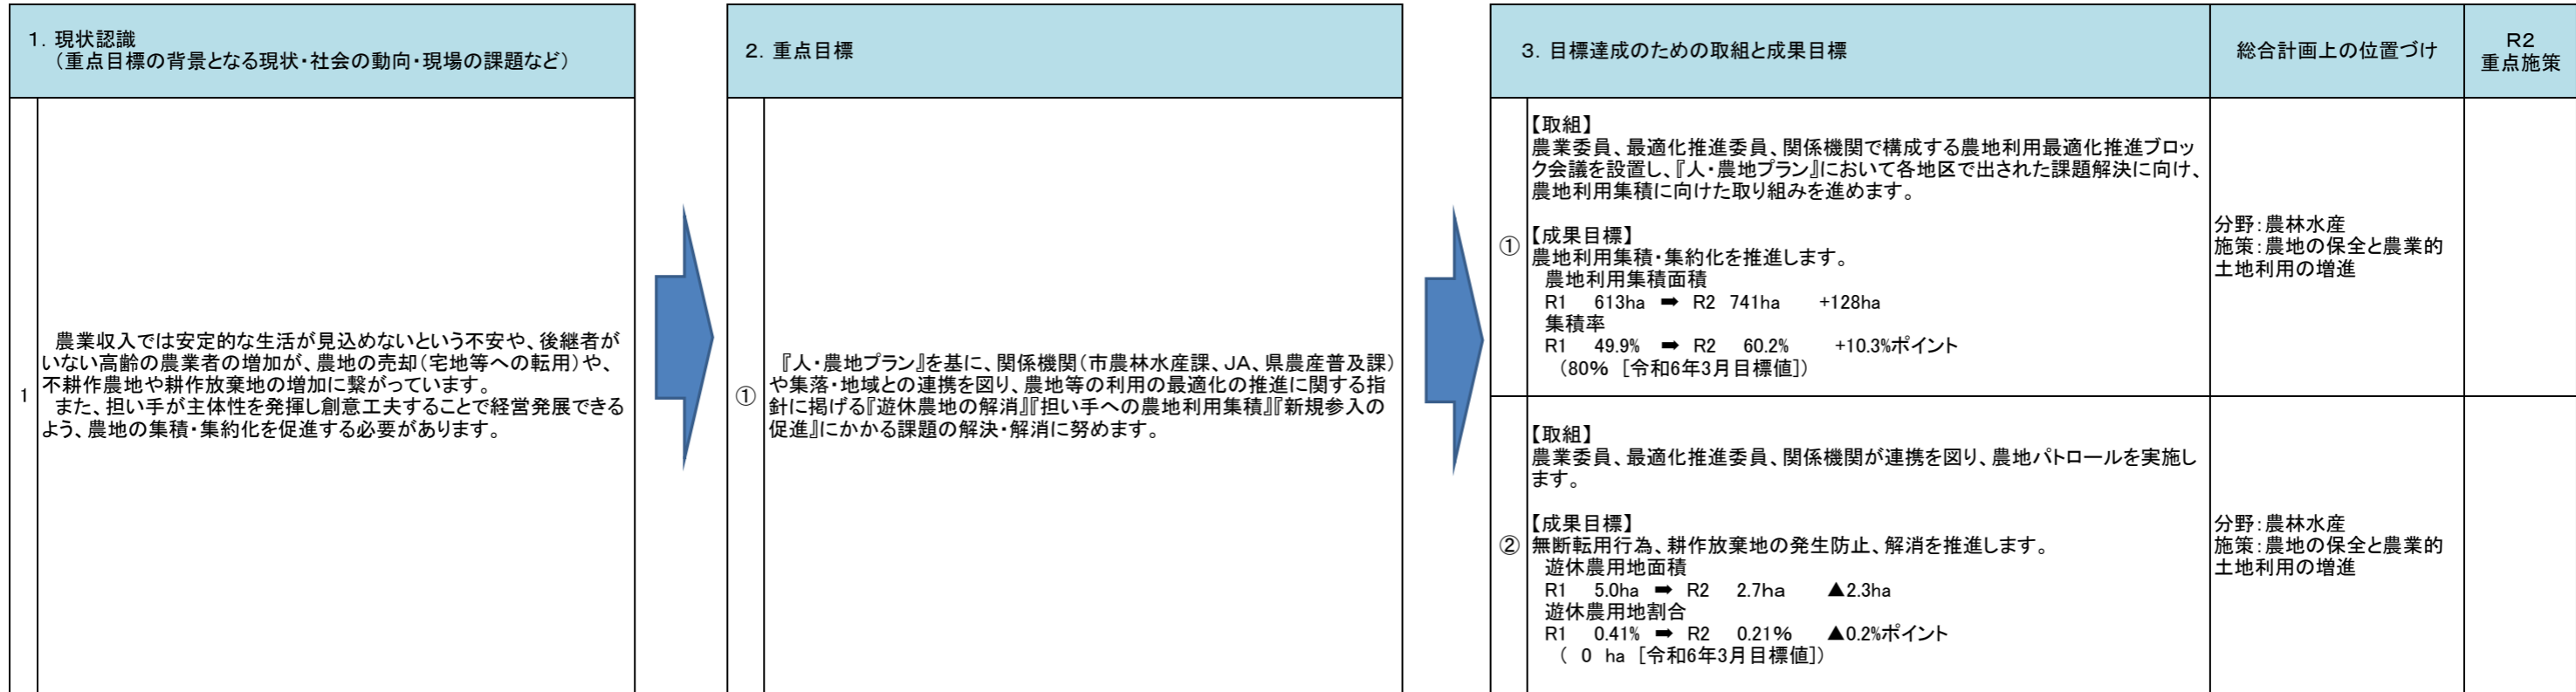 1．現状認識
（重点目標の背景となる現状・社会の動向・現場の課題など）
2．重点目標
3．目標達成のための取組と成果目標
総合計画上の位置づけ
R2
重点施策
1
農業収入では安定的な生活が見込めないという不安や、後継者が
いない高齢の農業者の増加が、農地の売却（宅地等への転用）や、
不耕作農地や耕作放棄地の増加に繋がっています。
また、担い手が主体性を発揮し創意工夫することで経営発展できる
よう、農地の集積・集約化を促進する必要があります。
①
『人・農地プラン』を基に、関係機関（市農林水産課、JA、県農産普及課）
や集落・地域との連携を図り、農地等の利用の最適化の推進に関する指
針に掲げる『遊休農地の解消』『担い手への農地利用集積』『新規参入の
促進』にかかる課題の解決・解消に努めます。
①
【取組】
農業委員、最適化推進委員、関係機関で構成する農地利用最適化推進ブロッ
ク会議を設置し、『人・農地プラン』において各地区で出された課題解決に向け、
農地利用集積に向けた取り組みを進めます。
【成果目標】
農地利用集積・集約化を推進します。
農地利用集積面積
R1　613ha ➡ R2　741ha　+128ha
集積率
R1　49.9% ➡ R2　60.2%　+10.3%ポイント
（80％ ［令和6年3月目標値］）
分野：農林水産
施策：農地の保全と農業的
土地利用の増進
②
【取組】
農業委員、最適化推進委員、関係機関が連携を図り、農地パトロールを実施し
ます。
【成果目標】
無断転用行為、耕作放棄地の発生防止、解消を推進します。
遊休農用地面積
R1　5.0ha ➡ R2　2.7ha　▲2.3ha
遊休農用地割合
R1　0.41% ➡ R2　0.21%　▲0.2%ポイント
（ 0 ha ［令和6年3月目標値］）
分野：農林水産
施策：農地の保全と農業的
土地利用の増進